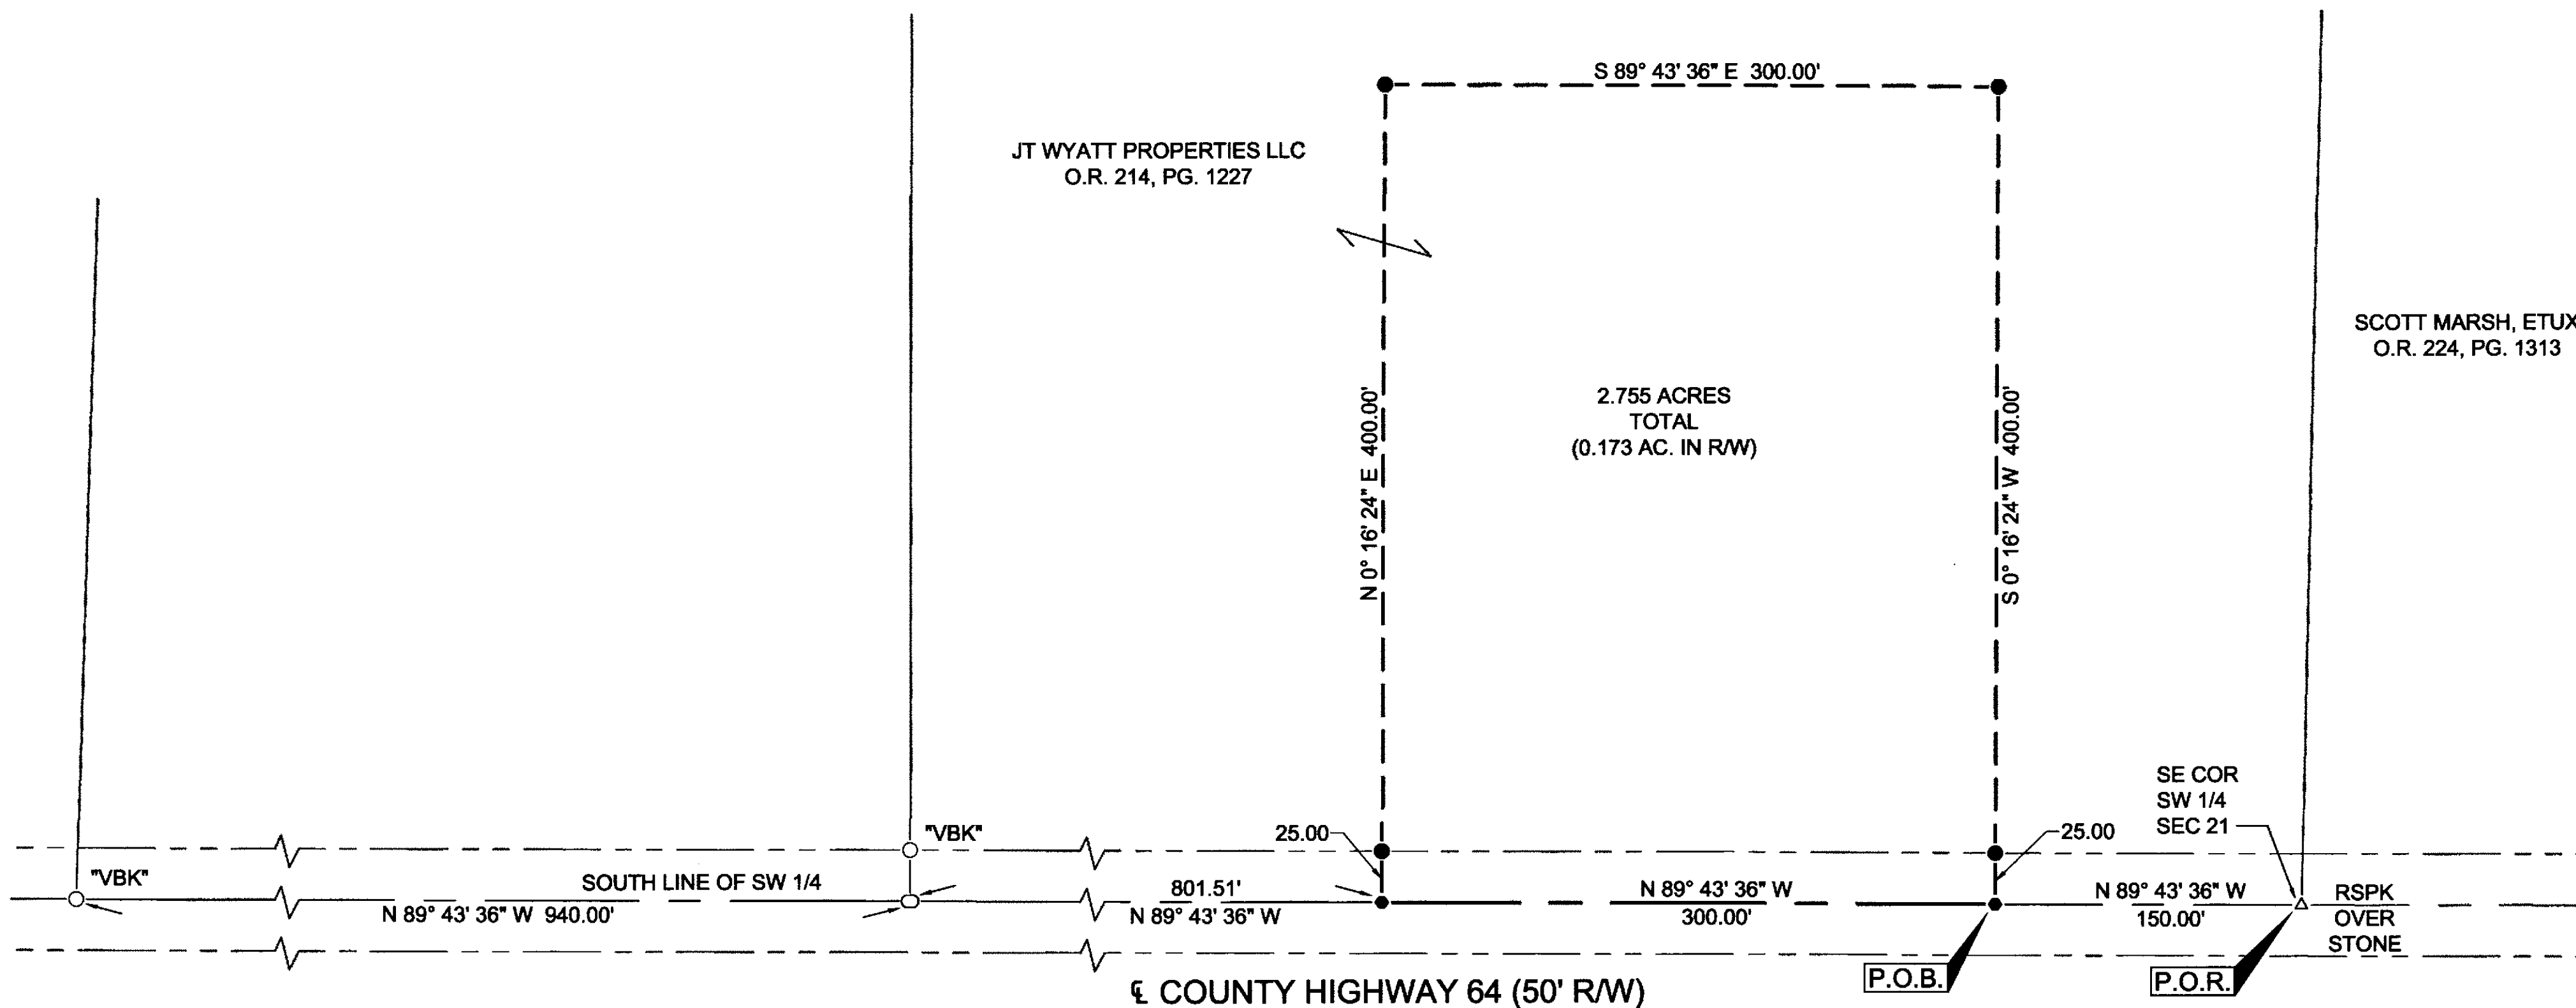 S 89° 43' 36" E 300.00'
JT WYATT PROPERTIES LLC
O.R. 214, PG. 1227
SCOTT MARSH, ETUX
O.R. 224, PG. 1313
2.755 ACRES
TOTAL
(0.173 AC. IN R/W)
N 0° 16' 24" E 400.00'
S 0° 16' 24" W 400.00'
SE COR
SW 1/4
SEC 21
"VBK"
25.00
25.00
"VBK"
SOUTH LINE OF SW 1/4
N 89° 43' 36" W 940.00'
801.51'
N 89° 43' 36" W
N 89° 43' 36" W
300.00'
N 89° 43' 36" W
150.00'
RSPK
OVER
STONE
P.O.B.
P.O.R.
℄ COUNTY HIGHWAY 64 (50' R/W)